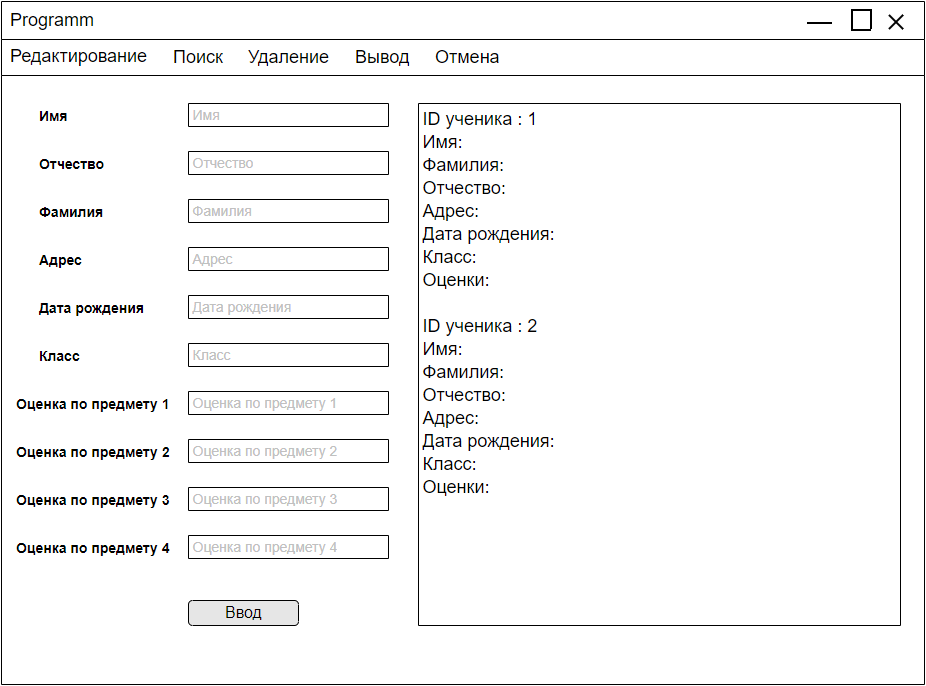 Programm
Редактирование Поиск Удаление Вывод Отмена
Имя Имя
Отчество Отчество
Фамилия Фамилия
Адрес Адрес
Дата рождения Дата рождения
Класс Класс
Оценка по предмету 1 Оценка по предмету 1
Оценка по предмету 2 Оценка по предмету 2
Оценка по предмету 3 Оценка по предмету 3
Оценка по предмету 4 Оценка по предмету 4
Ввод
ID ученика : 1
Имя:
Фамилия:
Отчество:
Адрес:
Дата рождения:
Класс:
Оценки:
ID ученика : 2
Имя:
Фамилия:
Отчество:
Адрес:
Дата рождения:
Класс:
Оценки: